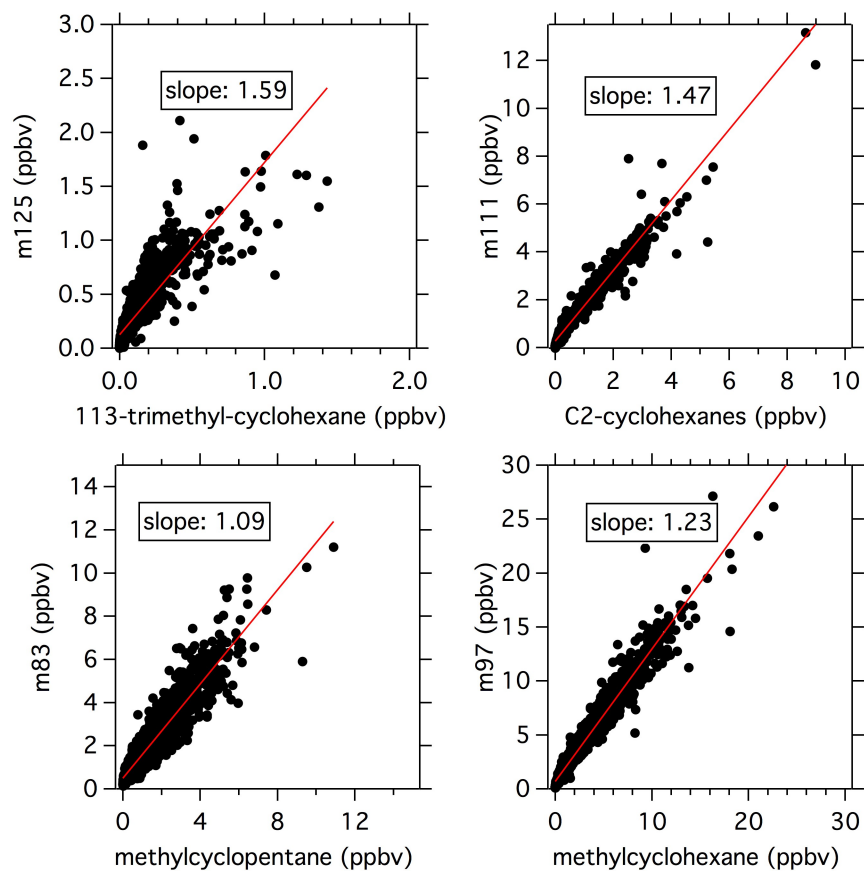 3.0
2.5
2.0
1.5
1.0
0.5
0.0
m125 (ppbv)
slope: 1.59
0.0 1.0 2.0
113-trimethyl-cyclohexane (ppbv)
12
10
8
6
4
2
0
m111 (ppbv)
slope: 1.47
0 2 4 6 8 10
C2-cyclohexanes (ppbv)
14
12
10
8
6
4
2
0
m83 (ppbv)
slope: 1.09
0 4 8 12
methylcyclopentane (ppbv)
30
25
20
15
10
5
0
m97 (ppbv)
slope: 1.23
0 10 20 30
methylcyclohexane (ppbv)